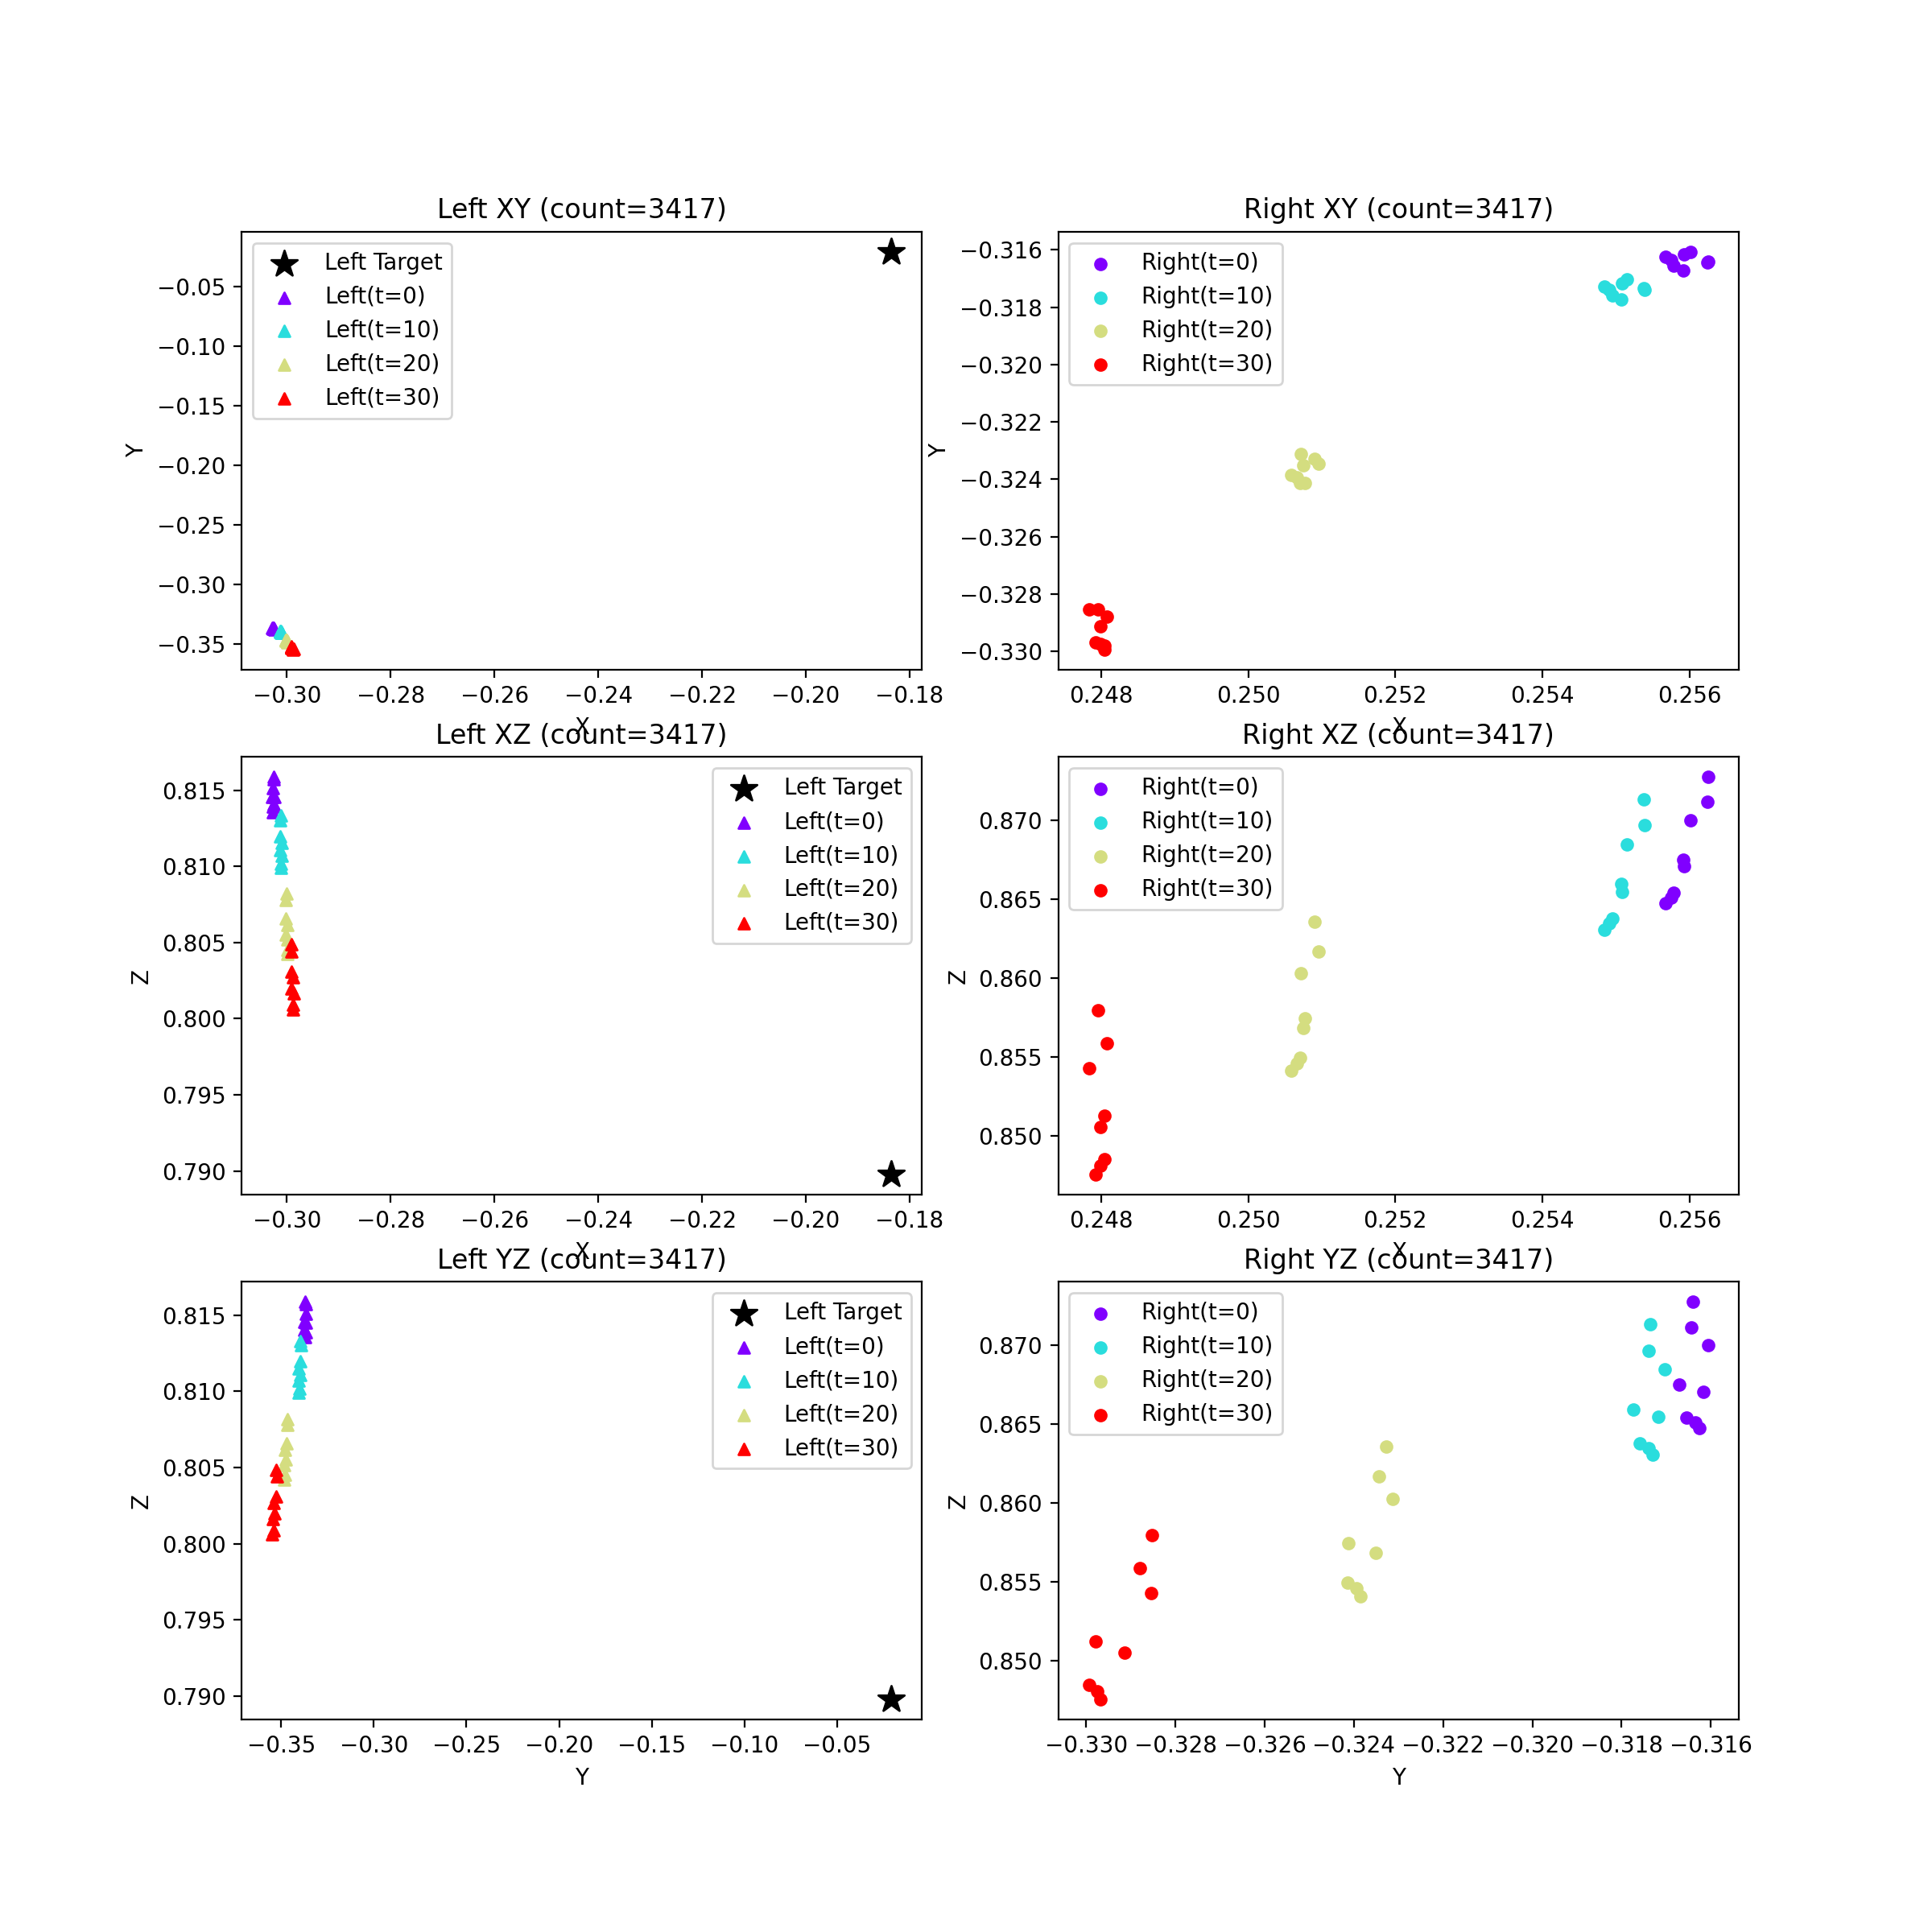 Left XY (count=3417)
Left Target
Left(t=0)
Left(t=10)
Left(t=20)
Left(t=30)
−0.05
−0.10
−0.15
−0.20
−0.25
−0.30
−0.35
Y
−0.30 −0.28 −0.26 −0.24 −0.22 −0.20 −0.18
X
Right XY (count=3417)
Right(t=0)
Right(t=10)
Right(t=20)
Right(t=30)
−0.316
−0.318
−0.320
−0.322
−0.324
−0.326
−0.328
−0.330
Y
0.248 0.250 0.252 0.254 0.256
X
Left XZ (count=3417)
Left Target
Left(t=0)
Left(t=10)
Left(t=20)
Left(t=30)
0.815
0.810
0.805
0.800
0.795
0.790
Z
−0.30 −0.28 −0.26 −0.24 −0.22 −0.20 −0.18
X
Right XZ (count=3417)
Right(t=0)
Right(t=10)
Right(t=20)
Right(t=30)
0.870
0.865
0.860
0.855
0.850
Z
0.248 0.250 0.252 0.254 0.256
X
Left YZ (count=3417)
Left Target
Left(t=0)
Left(t=10)
Left(t=20)
Left(t=30)
0.815
0.810
0.805
0.800
0.795
0.790
Z
−0.35 −0.30 −0.25 −0.20 −0.15 −0.10 −0.05
Y
Right YZ (count=3417)
Right(t=0)
Right(t=10)
Right(t=20)
Right(t=30)
0.870
0.865
0.860
0.855
0.850
Z
−0.330 −0.328 −0.326 −0.324 −0.322 −0.320 −0.318 −0.316
Y